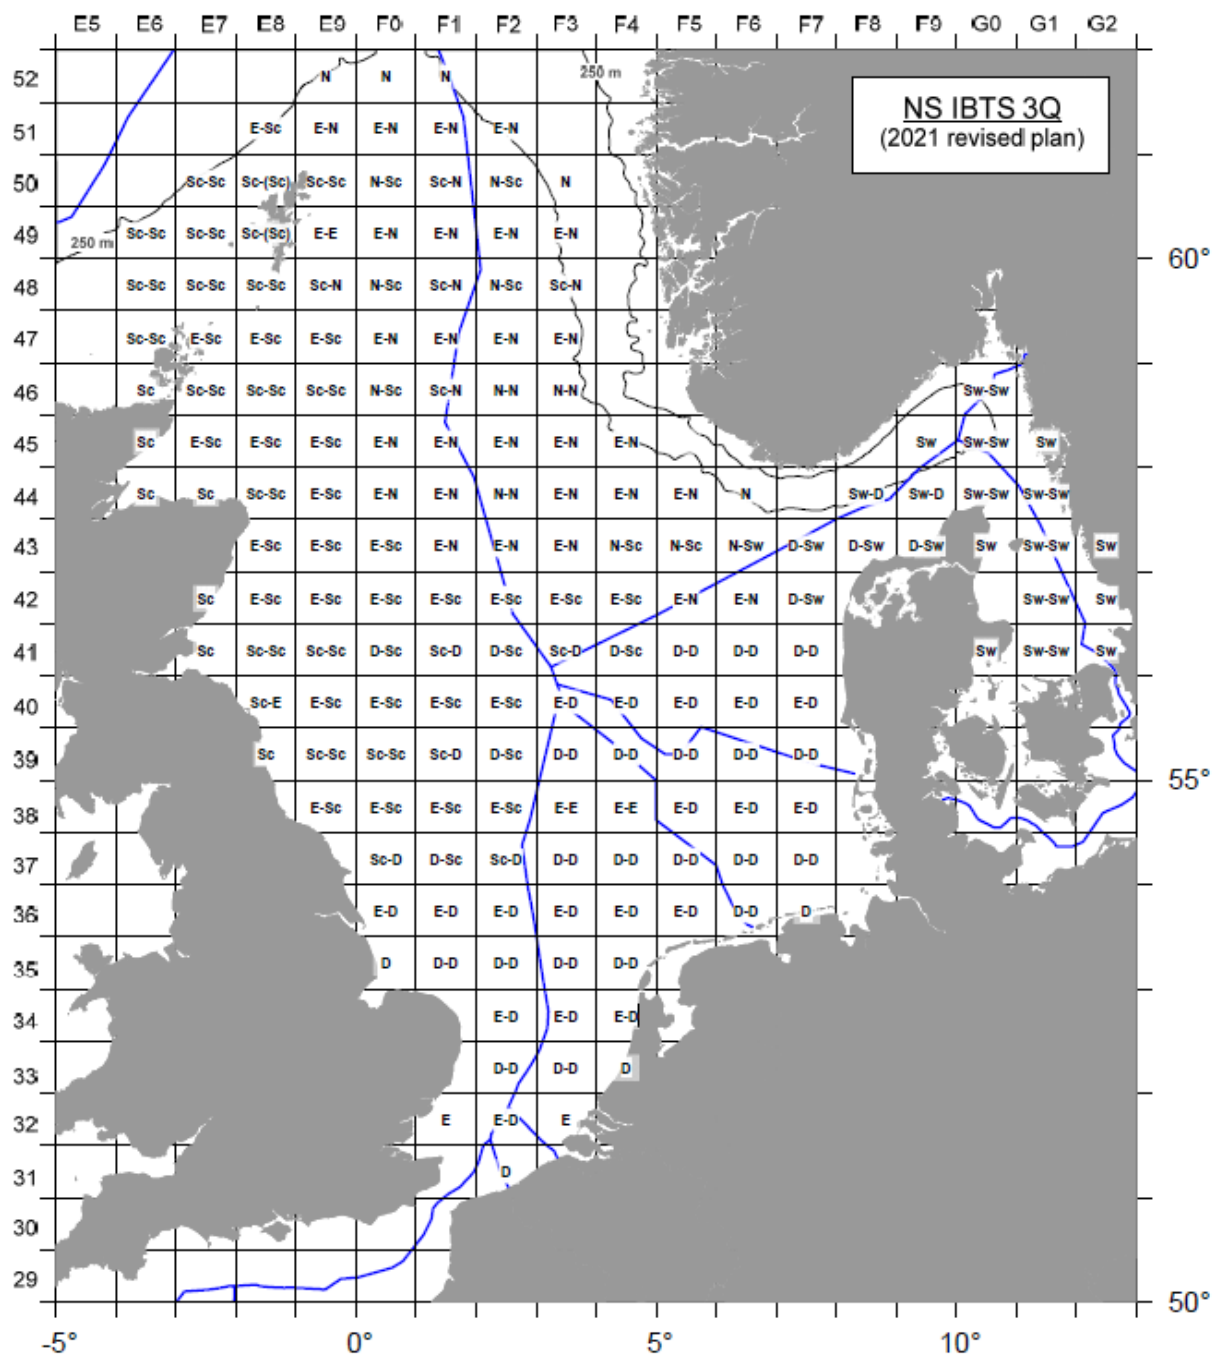 E5 E6 E7 E8 E9 F0 F1 F2 F3 F4 F5 F6 F7 F8 F9 G0 G1 G2
NS IBTS 3Q
(2021 revised plan)
250 m
52 N N N
51 E-Sc E-N E-N E-N E-N
50 Sc-Sc Sc-(Sc) Sc-Sc N-Sc Sc-N N-Sc N
49 Sc-Sc Sc-Sc Sc-(Sc) E-E E-N E-N E-N E-N
250 m
60°
48 Sc-Sc Sc-Sc Sc-Sc Sc-N N-Sc Sc-N N-Sc Sc-N
47 Sc-Sc E-Sc E-Sc E-Sc E-N E-N E-N E-N
46 Sc Sc-Sc Sc-Sc Sc-Sc N-Sc Sc-N N-N N-N Sw-Sw
45 Sc E-Sc E-Sc E-Sc E-N E-N E-N E-N E-N Sw Sw-Sw Sw
44 Sc Sc Sc-Sc E-Sc E-N E-N N-N E-N E-N E-N N Sw-D Sw-D Sw-Sw Sw-Sw
43 E-Sc E-Sc E-Sc E-N E-N E-N N-Sc N-Sc N-Sw D-Sw D-Sw D-Sw Sw Sw-Sw Sw
42 Sc E-Sc E-Sc E-Sc E-Sc E-Sc E-Sc E-Sc E-N E-N D-Sw Sw-Sw Sw
41 Sc Sc-Sc Sc-Sc D-Sc Sc-D D-Sc Sc-D D-Sc D-D D-D D-D Sw Sw-Sw Sw
40 Sc-E E-Sc E-Sc E-Sc E-Sc E-D E-D E-D E-D E-D
39 Sc Sc-Sc Sc-Sc Sc-D D-Sc D-D D-D D-D D-D D-D
55°
38 E-Sc E-Sc E-Sc E-Sc E-E E-E E-D E-D E-D
37 Sc-D D-Sc Sc-D D-D D-D D-D D-D D-D
36 E-D E-D E-D E-D E-D E-D D-D D
35 D D-D D-D D-D D-D
34 E-D E-D E-D
33 D-D D-D D
32 E E-D E
31 D
30
29
50°
-5° 0° 5° 10°